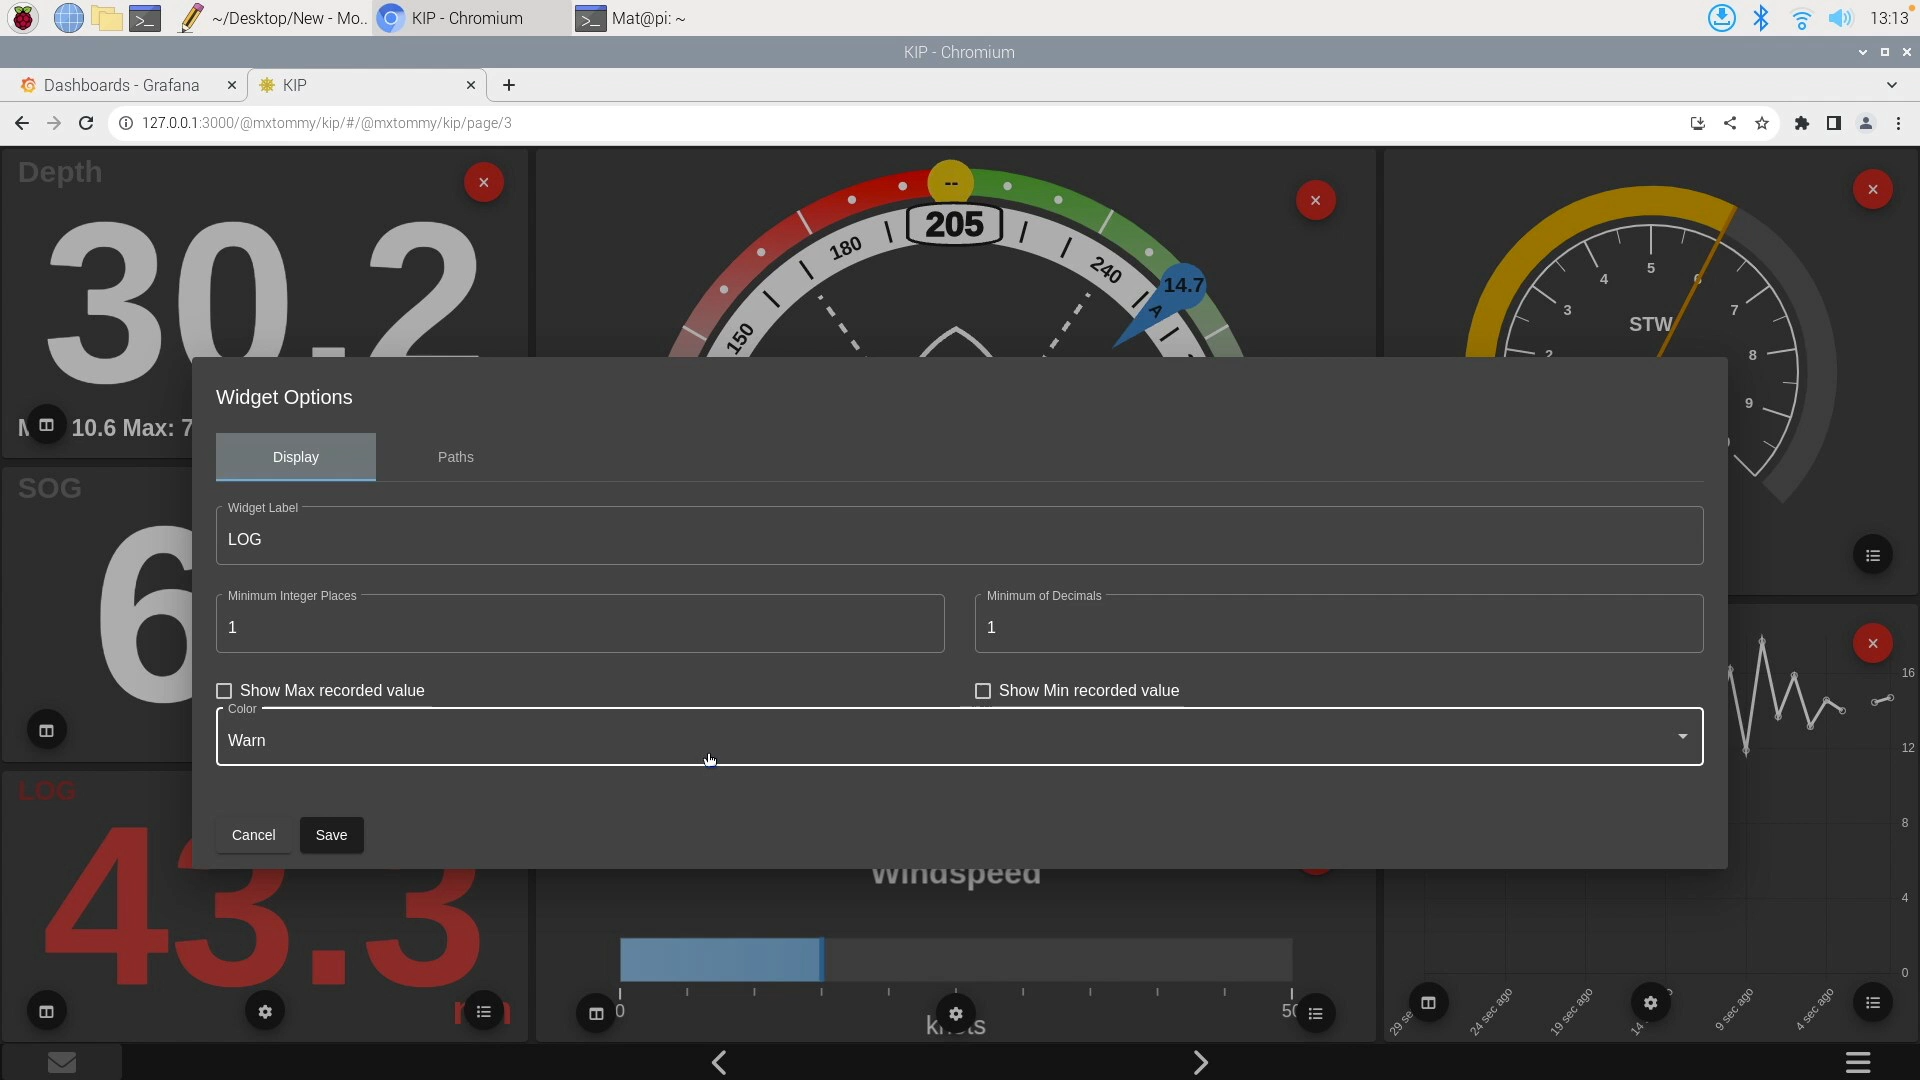 ~/Desktop/New - Mo..
KIP - Chromium
Mat@pi: ~
13:13
KIP - Chromium
Dashboards - Grafana
KIP
127.0.0.1:3000/@mxtommy/kip/#/@mxtommy/kip/page/3
Depth
30.2
10.6 Max: 7
--
205
150
180
240
14.7
A
2
3
4
5
6
7
8
9
STW
SOG
6
Widget Options
Display
Paths
Widget Label
LOG
Minimum Integer Places
1
Minimum of Decimals
1
Show Max recorded value
Show Min recorded value
Color
Warn
Cancel
Save
LOG
43.3
Windspeed
0
50
16
12
8
4
0
24 sec ago
19 sec ago
9 sec ago
4 sec ago